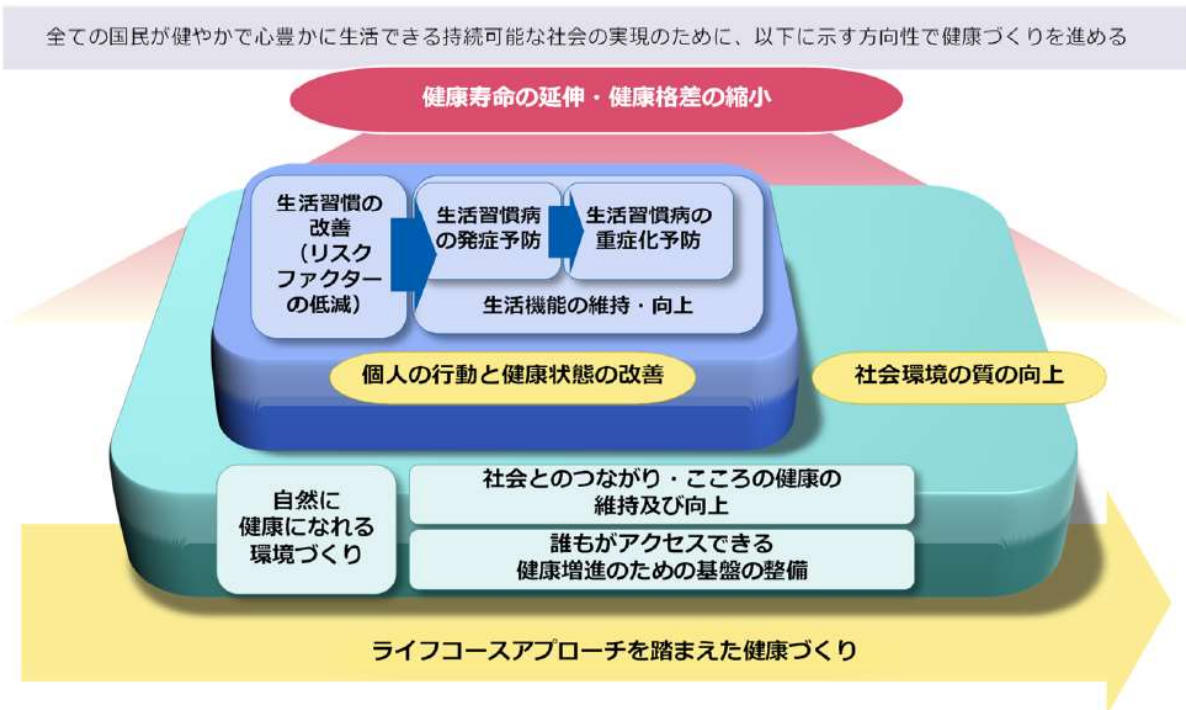 全ての国民が健やかで心豊かに生活できる持続可能な社会の実現のために、以下に示す方向性で健康づくりを進める
健康寿命の延伸・健康格差の縮小
生活習慣の
改善
（リスク
ファクター
の低減）
生活習慣病
の発症予防
生活習慣病の
重症化予防
生活機能の維持・向上
個人の行動と健康状態の改善
社会環境の質の向上
自然に
健康になれる
環境づくり
社会とのつながり・こころの健康の
維持及び向上
誰もがアクセスできる
健康増進のための基盤の整備
ライフコースアプローチを踏まえた健康づくり